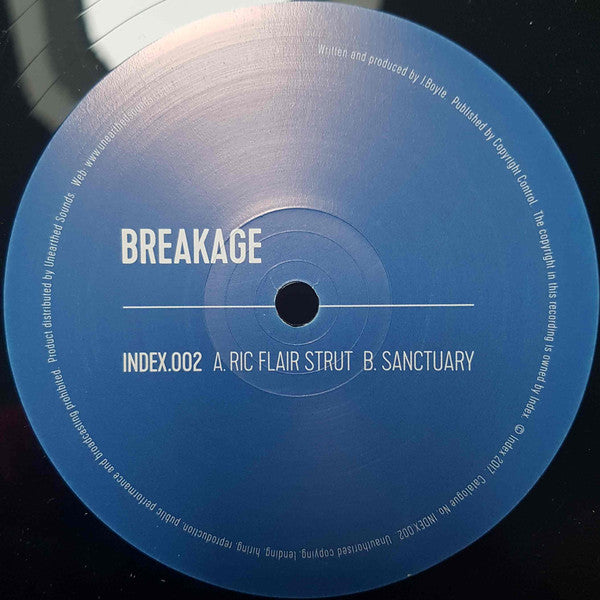 BREAKAGE
INDEX.002 A. RIC FLAIR STRUT B. SANCTUARY
Written and produced by J.Boyle. Published by Copyright Control. The copyright in this recording is owned by Index. © Index 2017. Catalogue No. INDEX.002. Unauthorised copying, lending, hiring, reproduction, public performance and broadcasting prohibited. Product distributed by Unearthed Sounds. Web: www.unearthedsounds